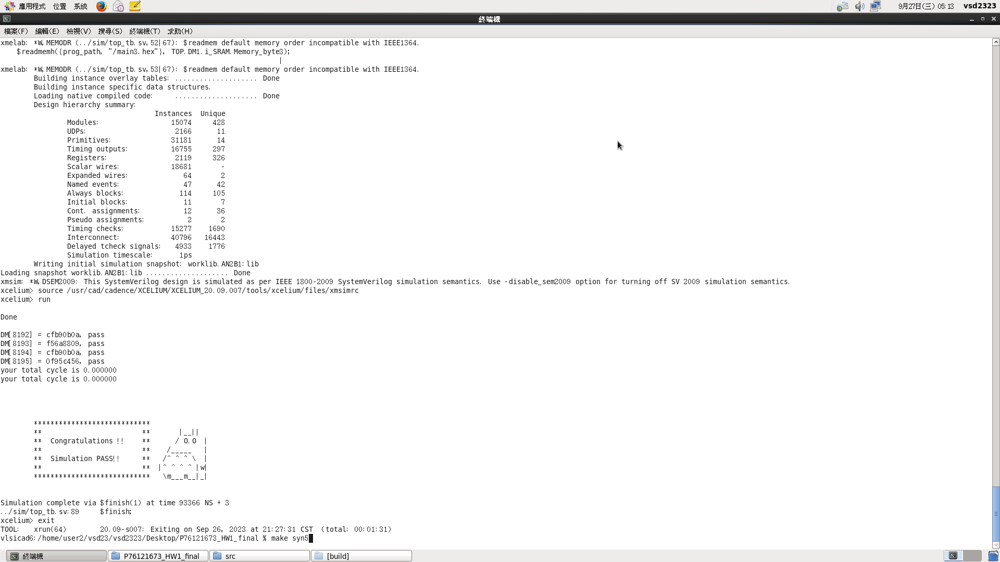 應用程式 位置 系統 9月27日(三) 05:13 vsd2323
終端機
檔案(F) 編輯(E) 檢視(V) 搜尋(S) 終端機(T) 求助(H)
xmelab: *W,MEMODR (../sim/top_tb.sv,52|67): $readmem default memory order incompatible with IEEE1364.
    $readmemh({prog_path, "/main3.hex"}, TOP.DM1.i_SRAM.Memory_byte3);
                                                                   |
xmelab: *W,MEMODR (../sim/top_tb.sv,53|67): $readmem default memory order incompatible with IEEE1364.
        Building instance overlay tables: .................... Done
        Building instance specific data structures.
        Loading native compiled code:     .................... Done
        Design hierarchy summary:
                                     Instances  Unique
                Modules:                 15074     428
                UDPs:                     2166      11
                Primitives:              31181      14
                Timing outputs:          16755     297
                Registers:                2119     326
                Scalar wires:            18681       -
                Expanded wires:             64       2
                Named events:               47      42
                Always blocks:             114     105
                Initial blocks:             11       7
                Cont. assignments:          12      36
                Pseudo assignments:          2       2
                Timing checks:           15277    1690
                Interconnect:            40796   16443
                Delayed tcheck signals:   4933    1776
                Simulation timescale:      1ps
        Writing initial simulation snapshot: worklib.AN2B1:lib
Loading snapshot worklib.AN2B1:lib .................... Done
xmsim: *W,DSEM2009: This SystemVerilog design is simulated as per IEEE 1800-2009 SystemVerilog simulation semantics. Use -disable_sem2009 option for turning off SV 2009 simulation semantics.
xcelium> source /usr/cad/cadence/XCELIUM/XCELIUM_20.09.007/tools/xcelium/files/xmsimrc
xcelium> run
Done
DM[8192] = cfb90b0a, pass
DM[8193] = f56a8809, pass
DM[8194] = cfb90b0a, pass
DM[8195] = 0f95c456, pass
your total cycle is 0.000000
your total cycle is 0.000000
        ****************************
        **                        **       |__||
        **  Congratulations !!    **      / O.O  |
        **                        **    /_____   |
        **  Simulation PASS!!     **   /^ ^ ^ \  |
        **                        **  |^ ^ ^ ^ |w|
        ****************************   \m___m__|_|
Simulation complete via $finish(1) at time 93366 NS + 3
../sim/top_tb.sv:89     $finish;
xcelium> exit
TOOL:   xrun(64)        20.09-s007: Exiting on Sep 26, 2023 at 21:27:31 CST  (total: 00:01:31)
vlsicad6:/home/user2/vsd23/vsd2323/Desktop/P76121673_HW1_final % make syn5
終端機 P76121673_HW1_final src [build]